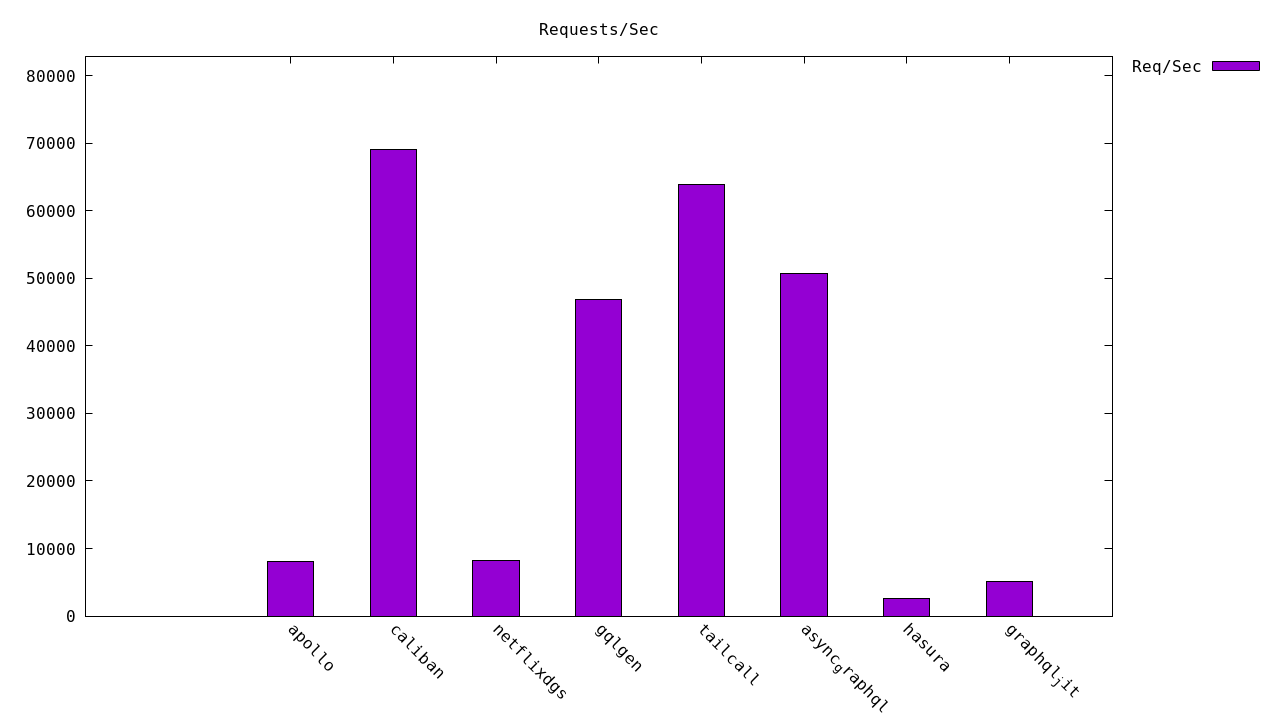 Requests/Sec
Req/Sec
80000
70000
60000
50000
40000
30000
20000
10000
0
apollo
caliban
netflixdgs
gqlgen
tailcall
asyncgraphql
hasura
graphqljit